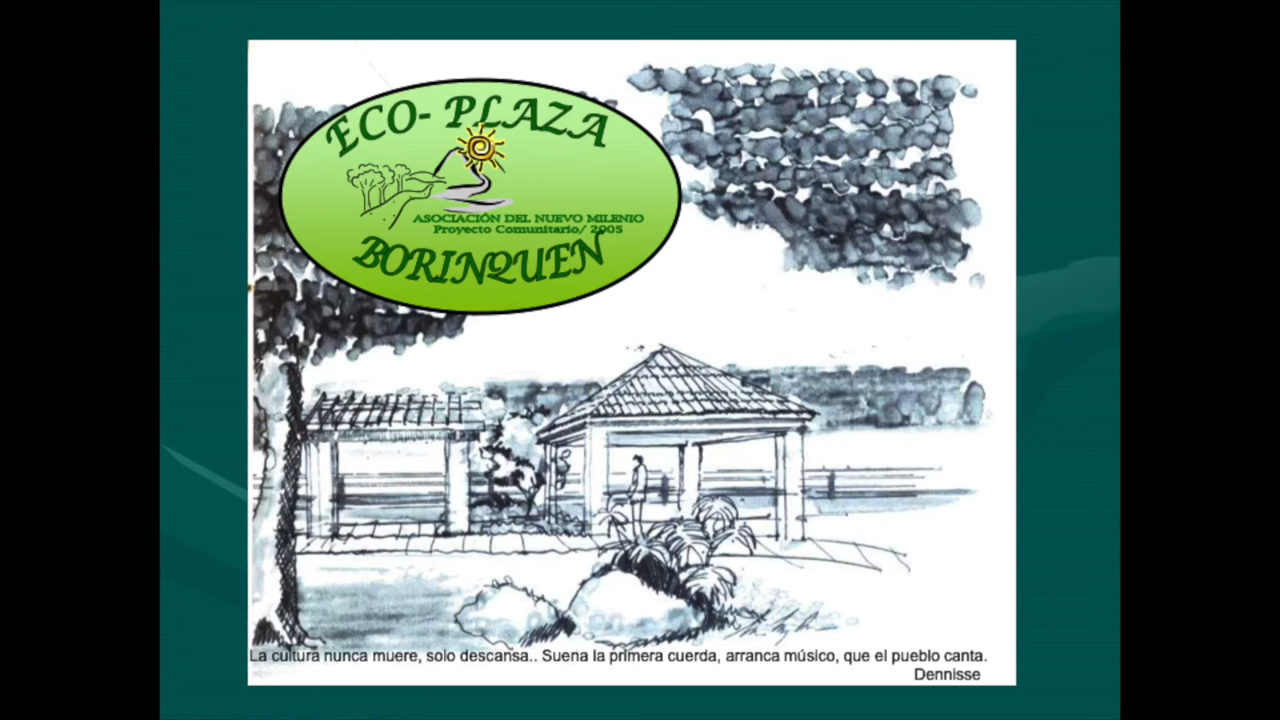 ECO- PLAZA
ASOCIACIÓN DEL NUEVO MILENIO
Proyecto Comunitario/ 2005
BORINQUEN
La cultura nunca muere, solo descansa.. Suena la primera cuerda, arranca músico, que el pueblo canta.
Dennisse